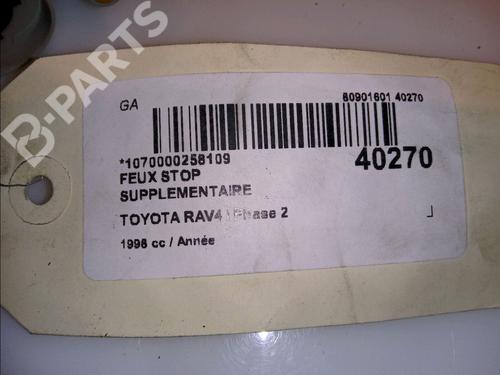 B-PARTS
GA
80901601 40270
*1070000258109
40270
FEUX STOP
SUPPLEMENTAIRE
TOYOTA RAV4 I Phase 2
1998 cc / Année